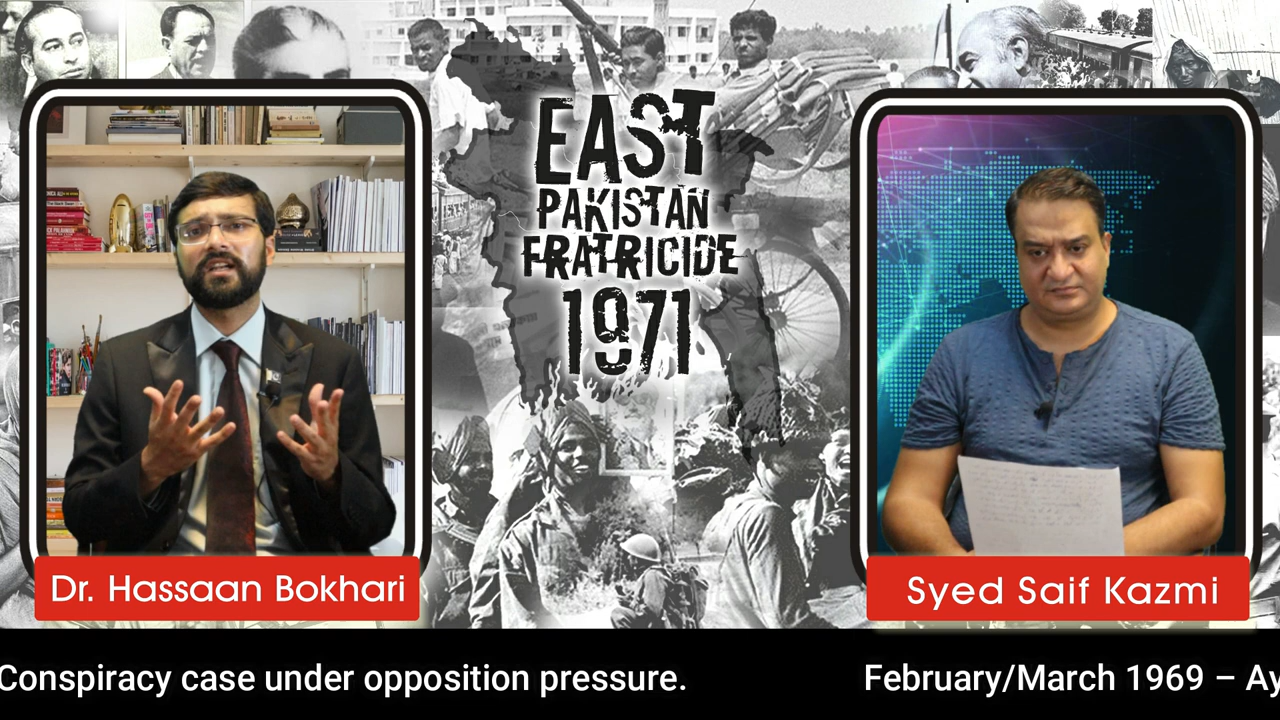 EAST
PAKISTAN
FRATRICIDE
1971
Dr. Hassaan Bokhari
Syed Saif Kazmi
Conspiracy case under opposition pressure.
February/March 1969 – Ay